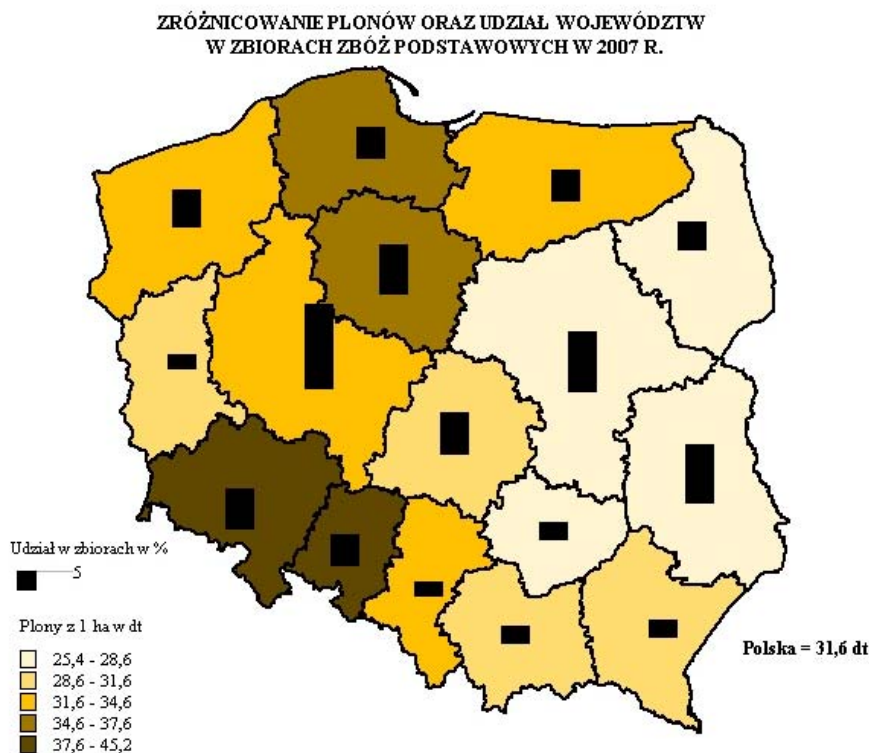 ZRÓŻNICOWANIE PLONÓW ORAZ UDZIAŁ WOJEWÓDZTW
W ZBIORACH ZBÓŻ PODSTAWOWYCH W 2007 R.
Udział w zbiorach w %
5
Plony z 1 ha w dt
25,4 - 28,6
28,6 - 31,6
31,6 - 34,6
34,6 - 37,6
37,6 - 45,2
Polska = 31,6 dt